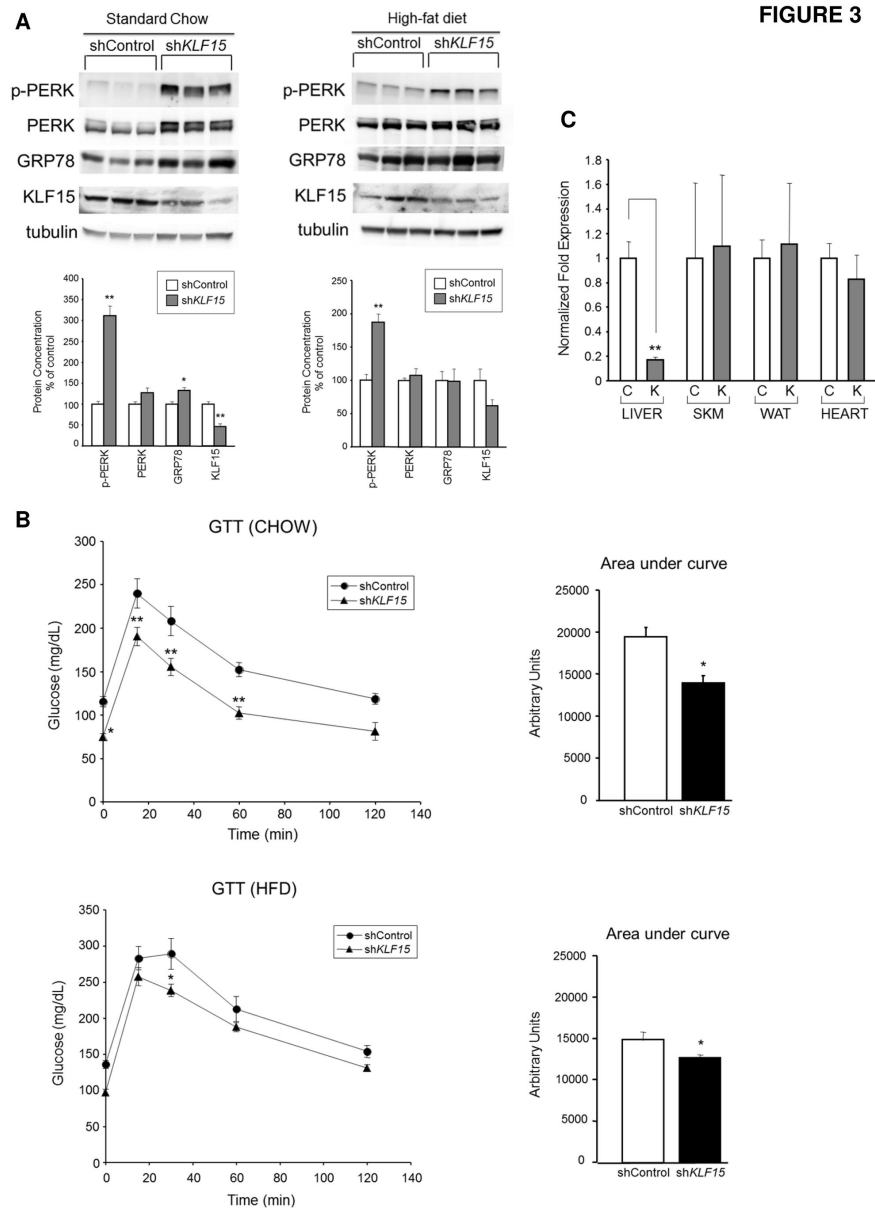 FIGURE 3
A
Standard Chow
shControl shKLF15
p-PERK
PERK
GRP78
KLF15
tubulin
High-fat diet
shControl shKLF15
p-PERK
PERK
GRP78
KLF15
tubulin
Protein Concentration
% of control
400
350
300
250
200
150
100
50
0
shControl
shKLF15
**
*
**
p-PERK
PERK
GRP78
KLF15
Protein Concentration
% of control
250
200
150
100
50
0
shControl
shKLF15
**
p-PERK
PERK
GRP78
KLF15
C
Normalized Fold Expression
1.8
1.6
1.4
1.2
1
0.8
0.6
0.4
0.2
0
**
C K C K C K C K
LIVER SKM WAT HEART
B
GTT (CHOW)
Glucose (mg/dL)
300
250
200
150
100
50
0
shControl
shKLF15
*
**
**
**
0 20 40 60 80 100 120 140
Time (min)
Area under curve
Arbitrary Units
25000
20000
15000
10000
5000
0
*
shControl shKLF15
GTT (HFD)
Glucose (mg/dL)
350
300
250
200
150
100
50
0
shControl
shKLF15
*
0 20 40 60 80 100 120 140
Time (min)
Area under curve
Arbitrary Units
25000
20000
15000
10000
5000
0
*
shControl shKLF15